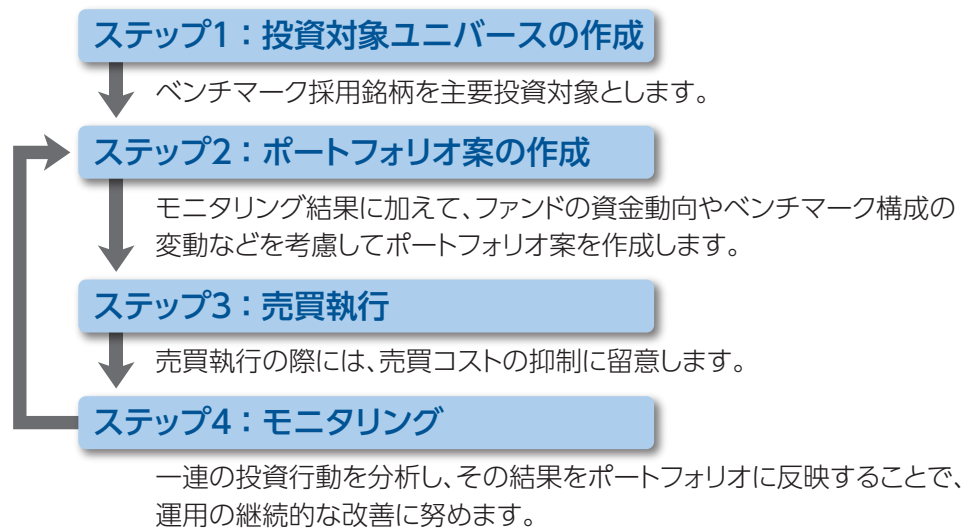 ステップ1：投資対象ユニバースの作成
ベンチマーク採用銘柄を主要投資対象とします。
ステップ2：ポートフォリオ案の作成
モニタリング結果に加えて、ファンドの資金動向やベンチマーク構成の
変動などを考慮してポートフォリオ案を作成します。
ステップ3：売買執行
売買執行の際には、売買コストの抑制に留意します。
ステップ4：モニタリング
一連の投資行動を分析し、その結果をポートフォリオに反映することで、
運用の継続的な改善に努めます。